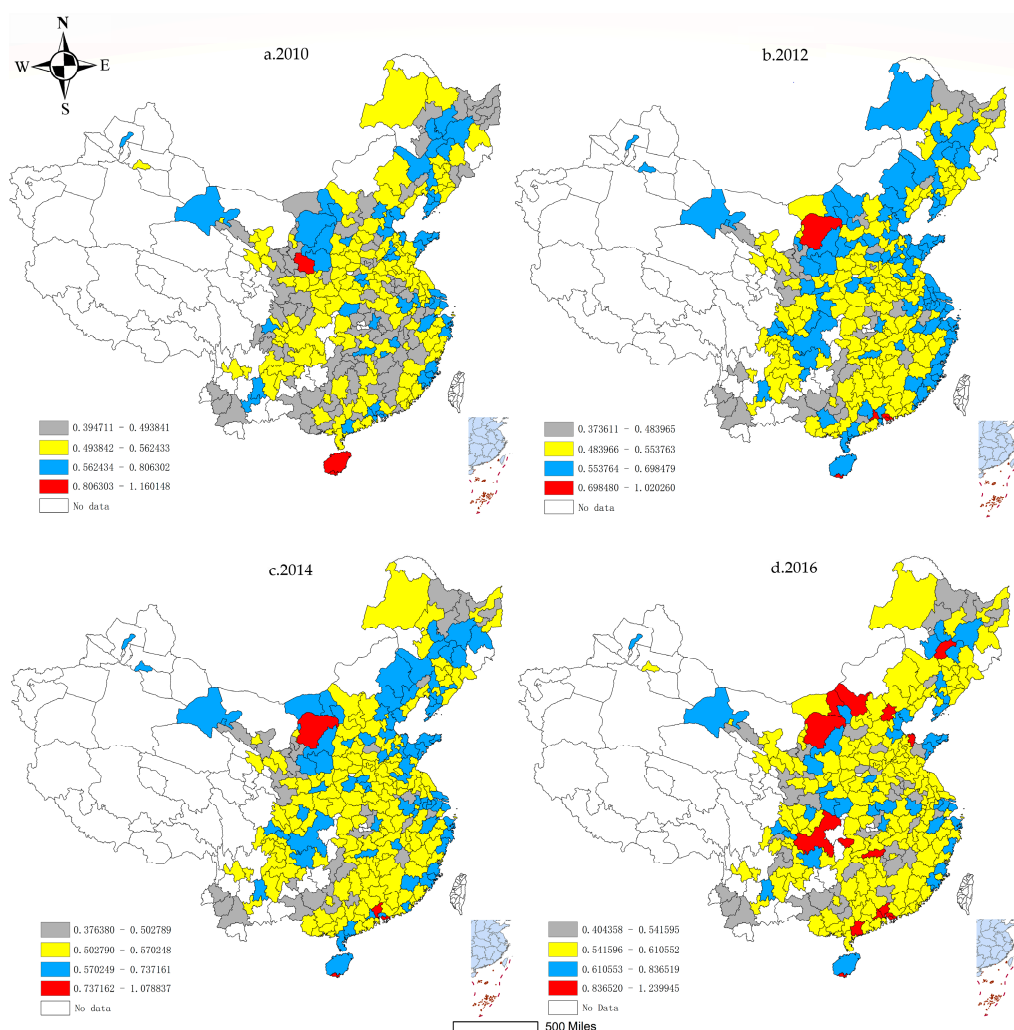 N
W E
S
a.2010
b.2012
0.394711 - 0.493841
0.493842 - 0.562433
0.562434 - 0.806302
0.806303 - 1.160148
No data
0.373611 - 0.483965
0.483966 - 0.553763
0.553764 - 0.698479
0.698480 - 1.020260
No data
c.2014
d.2016
0.376380 - 0.502789
0.502790 - 0.570248
0.570249 - 0.737161
0.737162 - 1.078837
No data
0.404358 - 0.541595
0.541596 - 0.610552
0.610553 - 0.836519
0.836520 - 1.239945
No Data
500 Miles